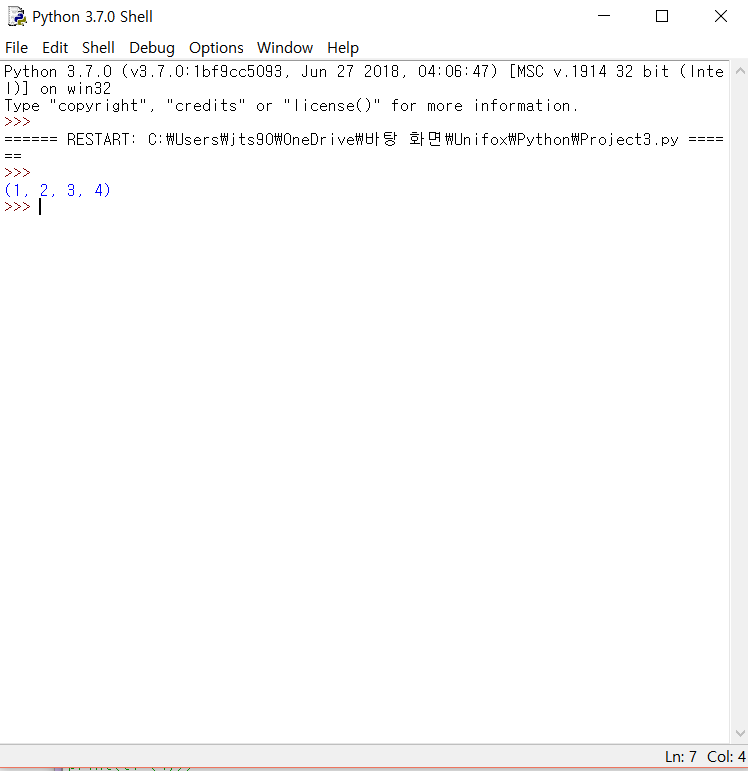 Python 3.7.0 Shell
File Edit Shell Debug Options Window Help
Python 3.7.0 (v3.7.0:1bf9cc5093, Jun 27 2018, 04:06:47) [MSC v.1914 32 bit (Inte
l)] on win32
Type "copyright", "credits" or "license()" for more information.
>>>
====== RESTART: C:₩Users₩jts90₩OneDrive₩바탕 화면₩Unifox₩Python₩Project3.py ====
==
>>>
(1, 2, 3, 4)
>>>
Ln: 7 Col: 4